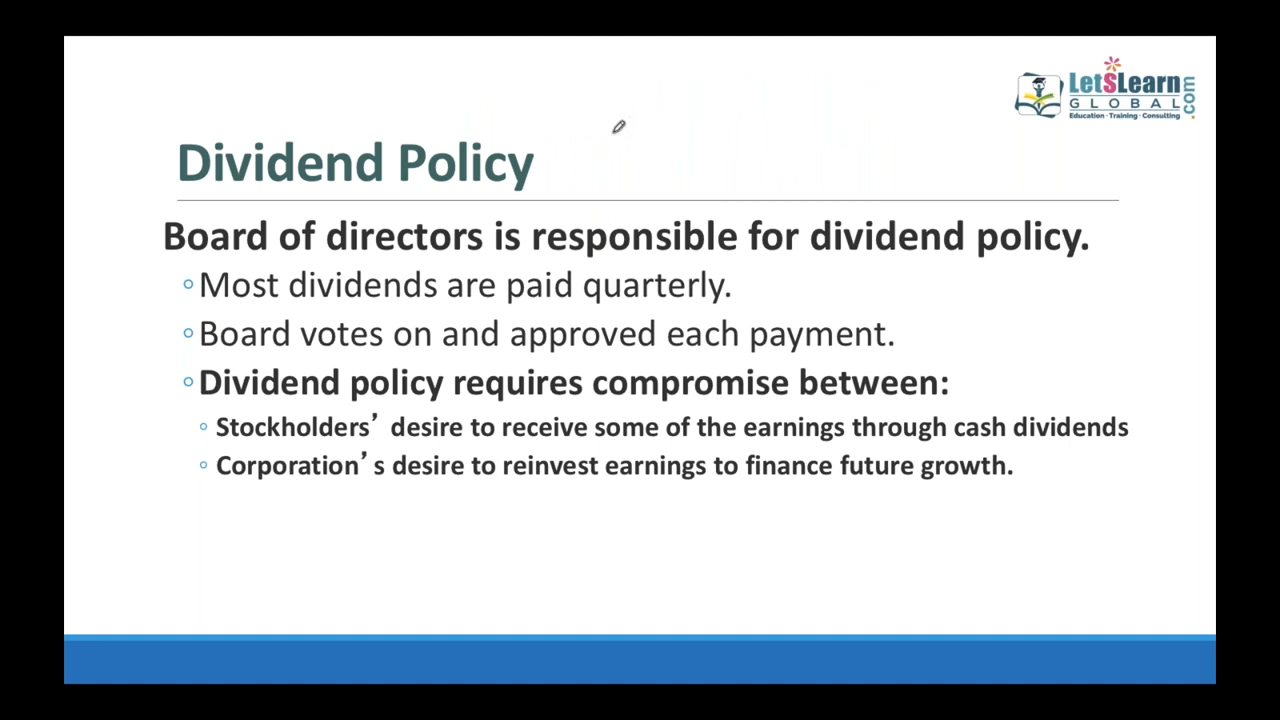 LetSLearn
GLOBAL
.com
Education · Training · Consulting
Dividend Policy
Board of directors is responsible for dividend policy.
◦Most dividends are paid quarterly.
◦Board votes on and approved each payment.
◦Dividend policy requires compromise between:
◦ Stockholders’ desire to receive some of the earnings through cash dividends
◦ Corporation’s desire to reinvest earnings to finance future growth.